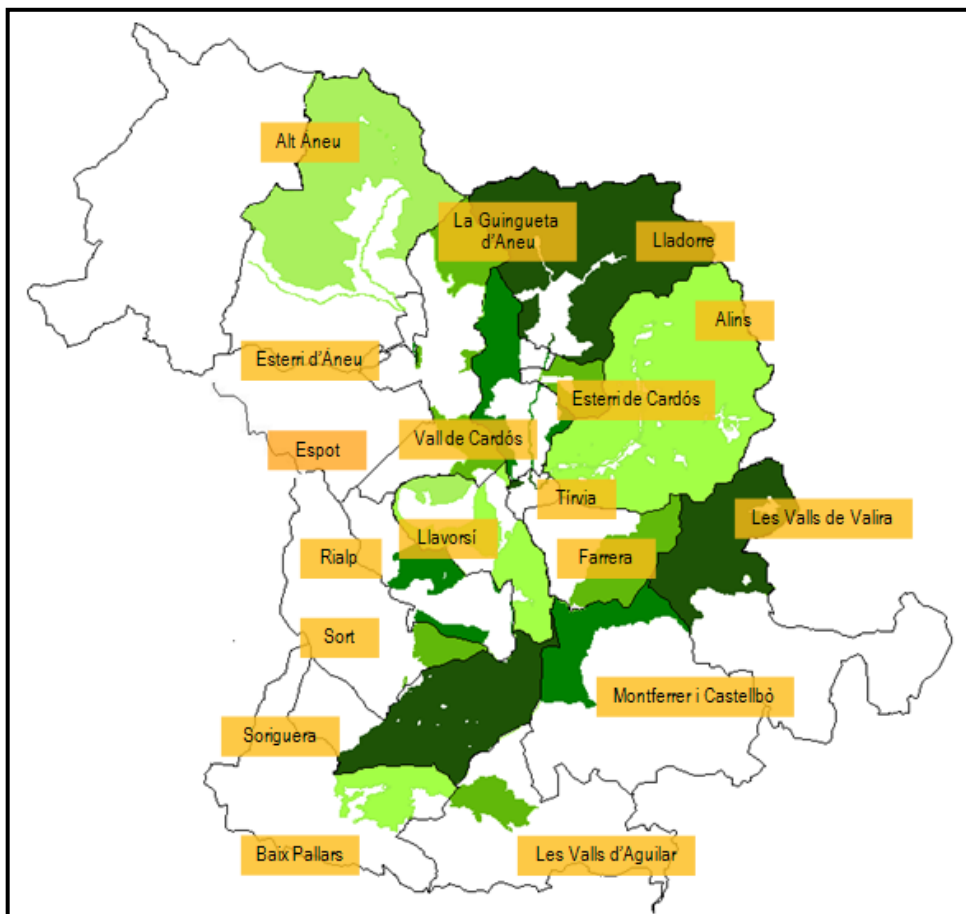 Alt Àneu
La Guingueta
d'Àneu
Lladorre
Alins
Esterri d'Àneu
Esterri de Cardós
Vall de Cardós
Espot
Tírvia
Les Valls de Valira
Llavorsí
Rialp
Farrera
Sort
Montferrer i Castellbó
Soriguera
Baix Pallars
Les Valls d'Aguilar